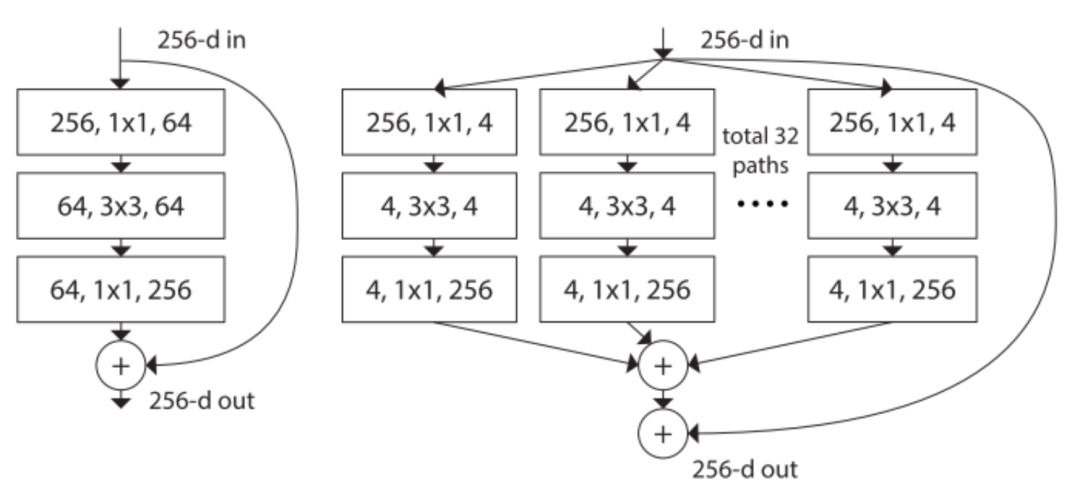 256-d in
256, 1x1, 64
64, 3x3, 64
64, 1x1, 256
+
256-d out
256-d in
256, 1x1, 4
256, 1x1, 4
total 32
paths
256, 1x1, 4
4, 3x3, 4
4, 3x3, 4
....
4, 3x3, 4
4, 1x1, 256
4, 1x1, 256
4, 1x1, 256
+
+
256-d out